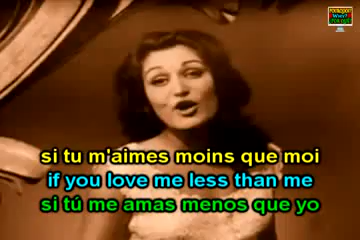 si tu m'aimes moins que moi
if you love me less than me
si tú me amas menos que yo